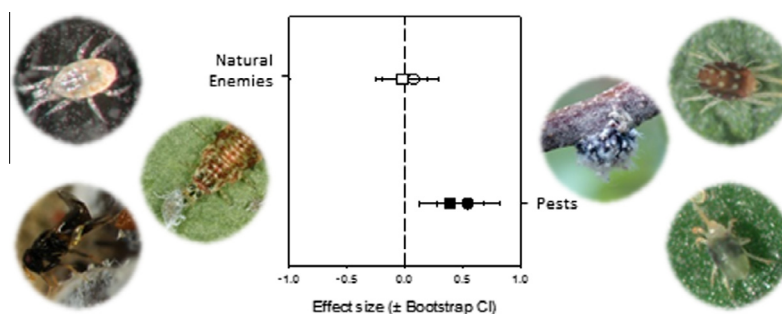 Natural
Enemies
Pests
-1.0 -0.5 0.0 0.5 1.0
Effect size (± Bootstrap CI)